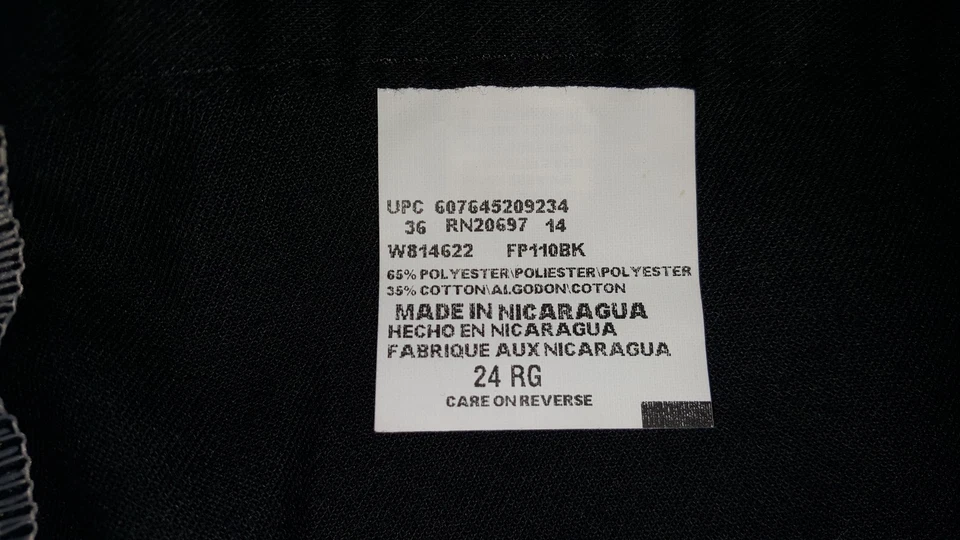 UPC 607645209234
36 RN20697 14
W814622 FP110BK
65% POLYESTER\POLIESTER\POLYESTER
35% COTTON\ALGODON\COTON
MADE IN NICARAGUA
HECHO EN NICARAGUA
FABRIQUE AUX NICARAGUA
24 RG
CARE ON REVERSE